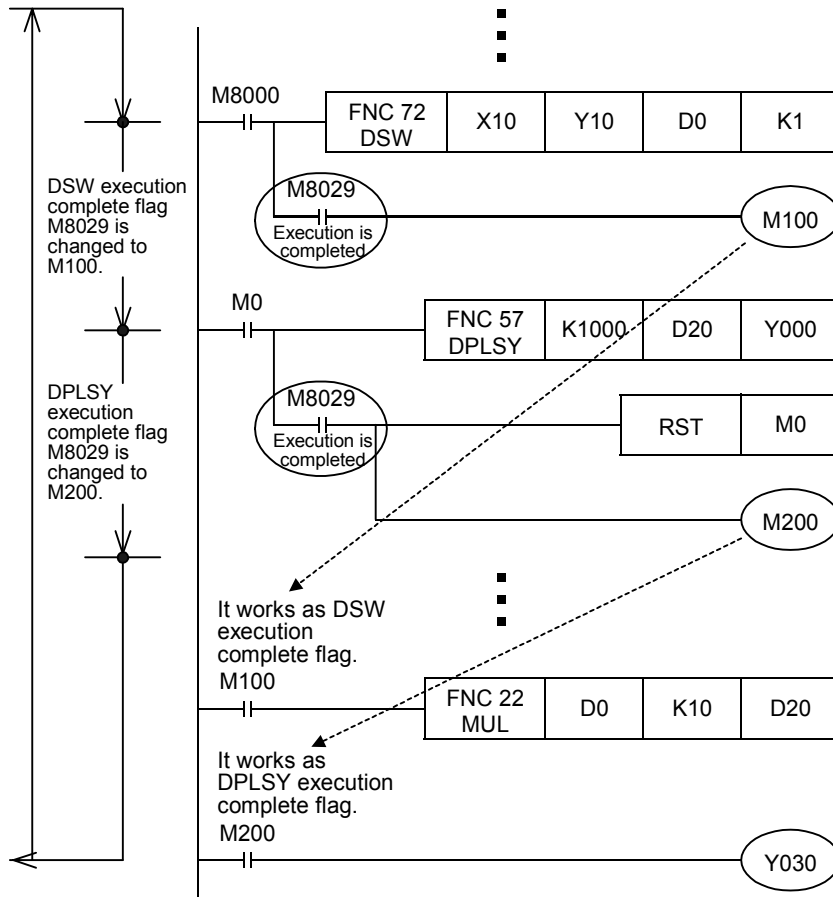 M8000
FNC 72
DSW
X10
Y10
D0
K1
DSW execution
complete flag
M8029 is
changed to
M100.
M8029
Execution is
completed
M100
M0
FNC 57
DPLSY
K1000
D20
Y000
DPLSY
execution
complete flag
M8029 is
changed to
M200.
M8029
Execution is
completed
RST
M0
M200
It works as DSW
execution
complete flag.
M100
FNC 22
MUL
D0
K10
D20
It works as
DPLSY execution
complete flag.
M200
Y030